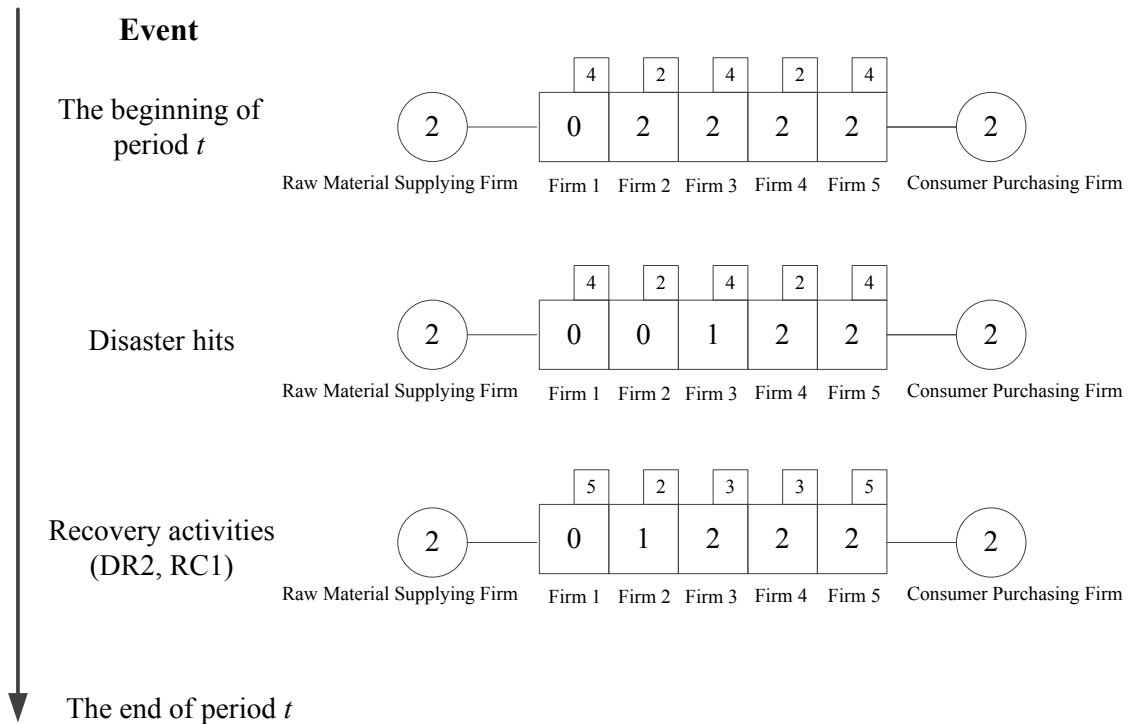 Event
The beginning of
period t
4 2 4 2 4
2 0 2 2 2 2 2
Raw Material Supplying Firm Firm 1 Firm 2 Firm 3 Firm 4 Firm 5 Consumer Purchasing Firm
Disaster hits
4 2 4 2 4
2 0 0 1 2 2 2
Raw Material Supplying Firm Firm 1 Firm 2 Firm 3 Firm 4 Firm 5 Consumer Purchasing Firm
Recovery activities
(DR2, RC1)
5 2 3 3 5
2 0 1 2 2 2 2
Raw Material Supplying Firm Firm 1 Firm 2 Firm 3 Firm 4 Firm 5 Consumer Purchasing Firm
The end of period t